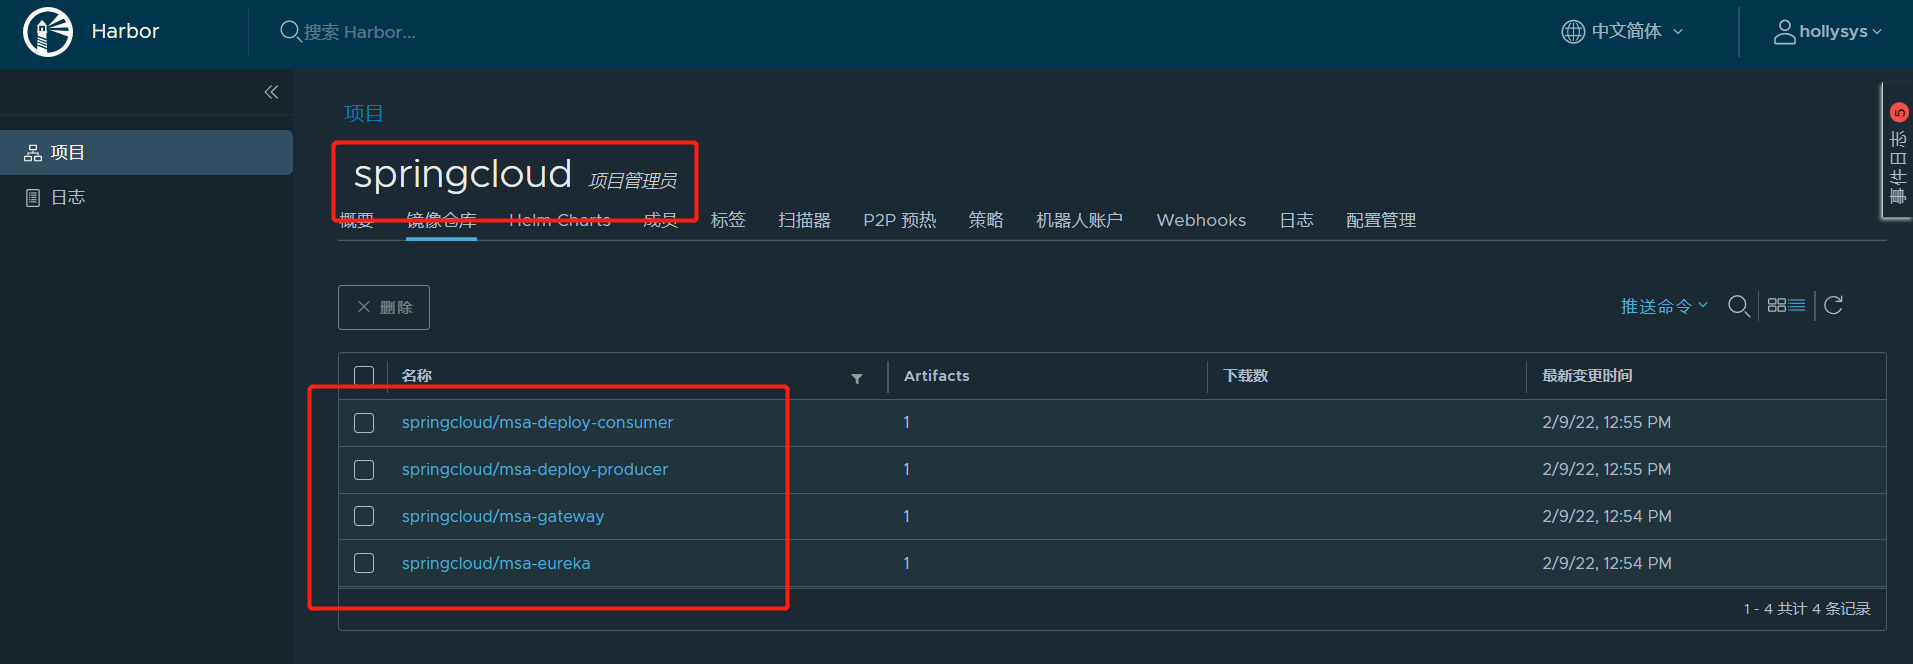 Harbor
搜索 Harbor...
中文简体
hollysys
项目
日志
项目
springcloud 项目管理员
概要 镜像仓库 Helm Charts 成员 标签 扫描器 P2P 预热 策略 机器人账户 Webhooks 日志 配置管理
事件日志 5
删除
推送命令
名称 Artifacts 下载数 最新变更时间
springcloud/msa-deploy-consumer 1 2/9/22, 12:55 PM
springcloud/msa-deploy-producer 1 2/9/22, 12:55 PM
springcloud/msa-gateway 1 2/9/22, 12:54 PM
springcloud/msa-eureka 1 2/9/22, 12:54 PM
1 - 4 共计 4 条记录